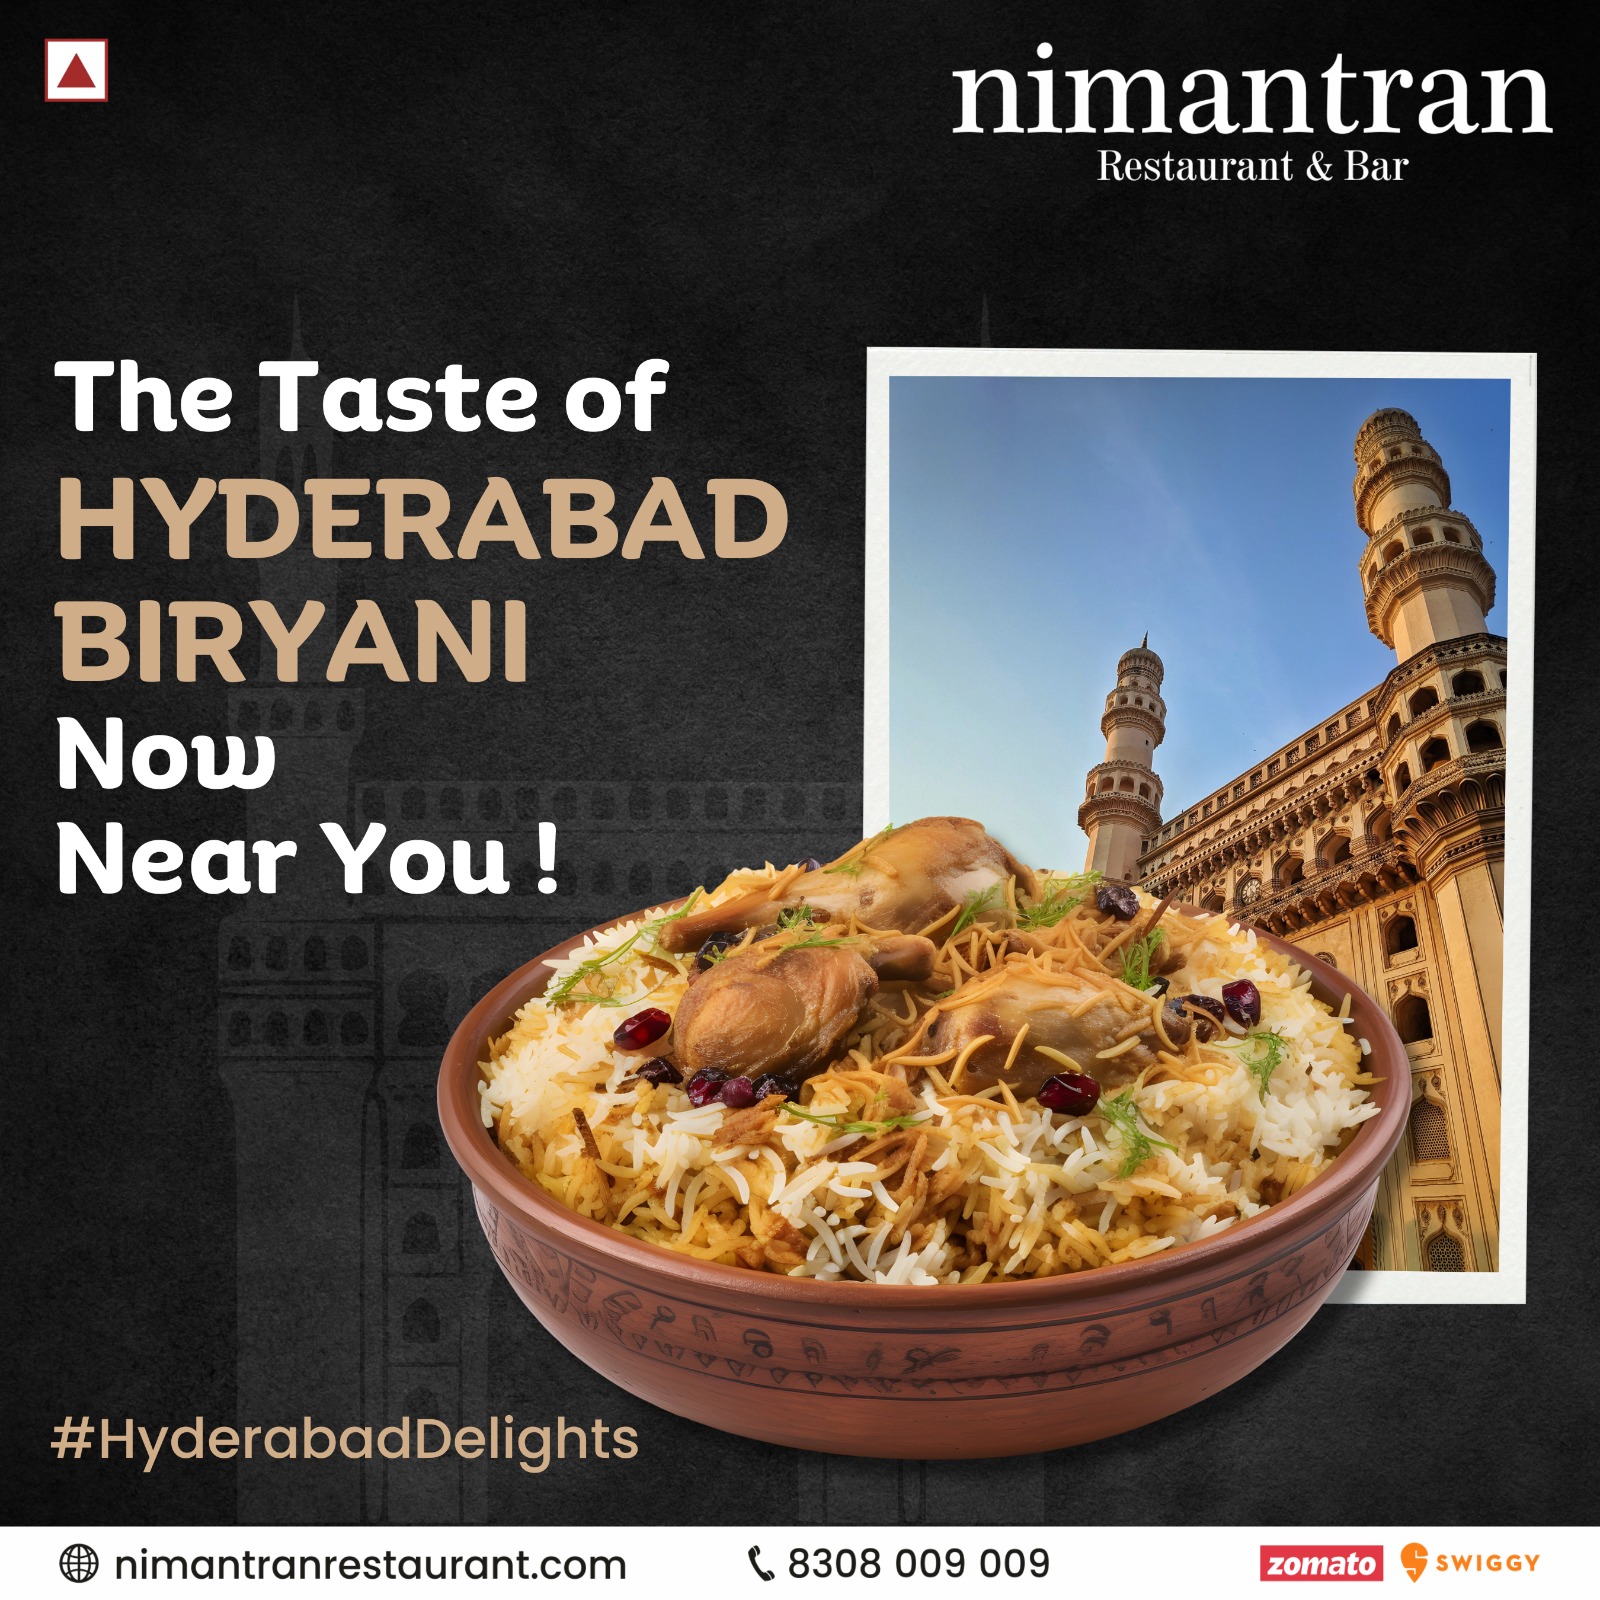 nimantran
Restaurant & Bar
The Taste of
HYDERABAD
BIRYANI
Now
Near You !
#HyderabadDelights
nimantranrestaurant.com
8308 009 009
zomato
SWIGGY